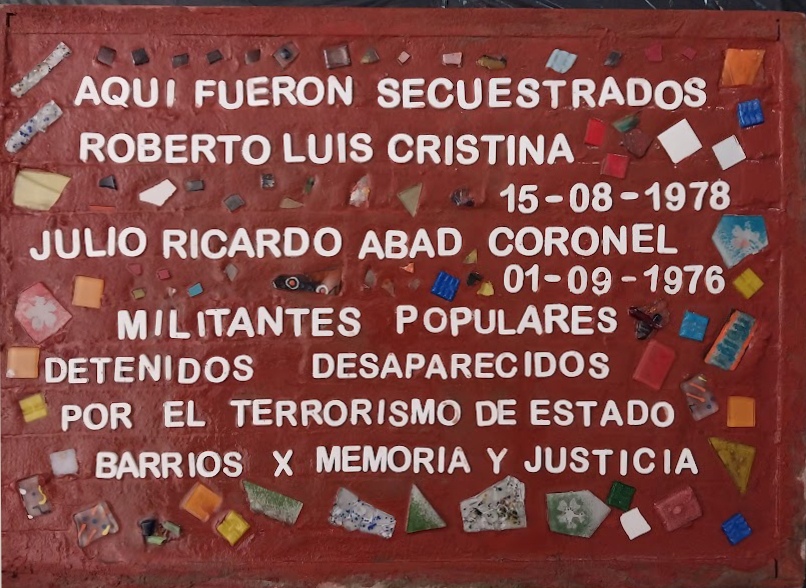 AQUI FUERON SECUESTRADOS
ROBERTO LUIS CRISTINA
15-08-1978
JULIO RICARDO ABAD CORONEL
01-09-1976
MILITANTES POPULARES
DETENIDOS DESAPARECIDOS
POR EL TERRORISMO DE ESTADO
BARRIOS X MEMORIA Y JUSTICIA